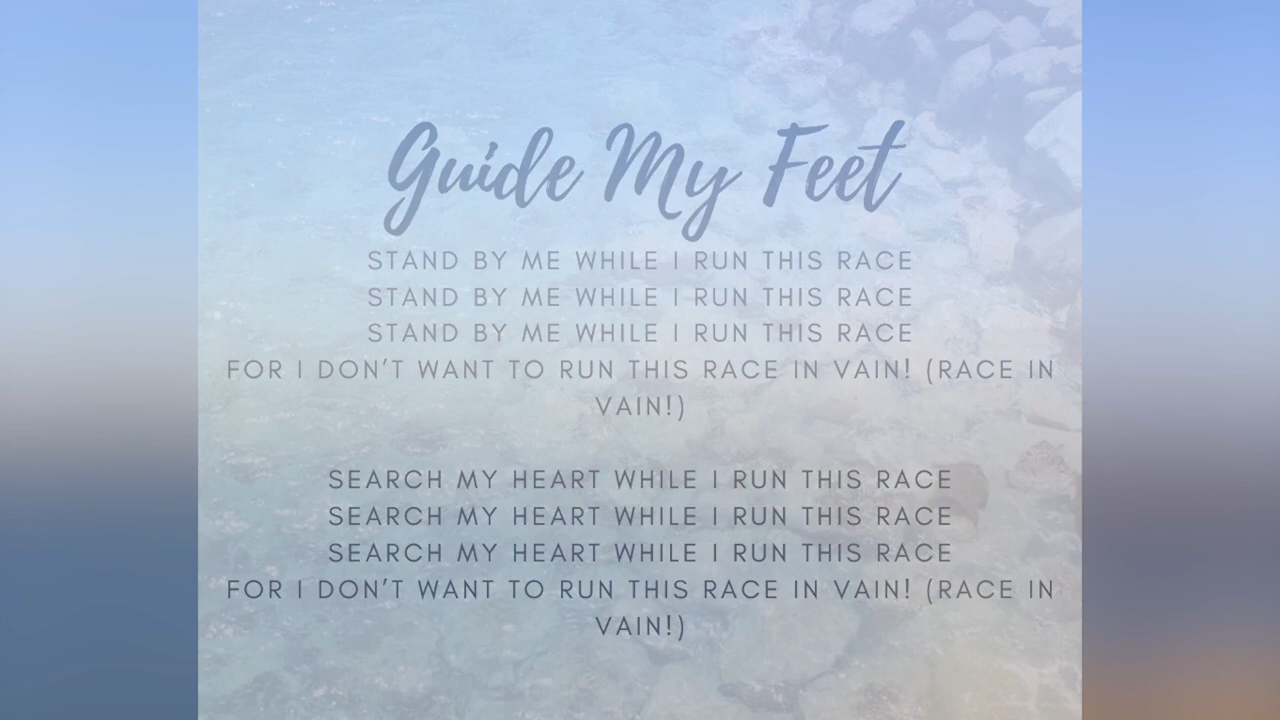 Guide My Feet
STAND BY ME WHILE I RUN THIS RACE
STAND BY ME WHILE I RUN THIS RACE
STAND BY ME WHILE I RUN THIS RACE
FOR I DON'T WANT TO RUN THIS RACE IN VAIN! (RACE IN
VAIN!)
SEARCH MY HEART WHILE I RUN THIS RACE
SEARCH MY HEART WHILE I RUN THIS RACE
SEARCH MY HEART WHILE I RUN THIS RACE
FOR I DON'T WANT TO RUN THIS RACE IN VAIN! (RACE IN
VAIN!)